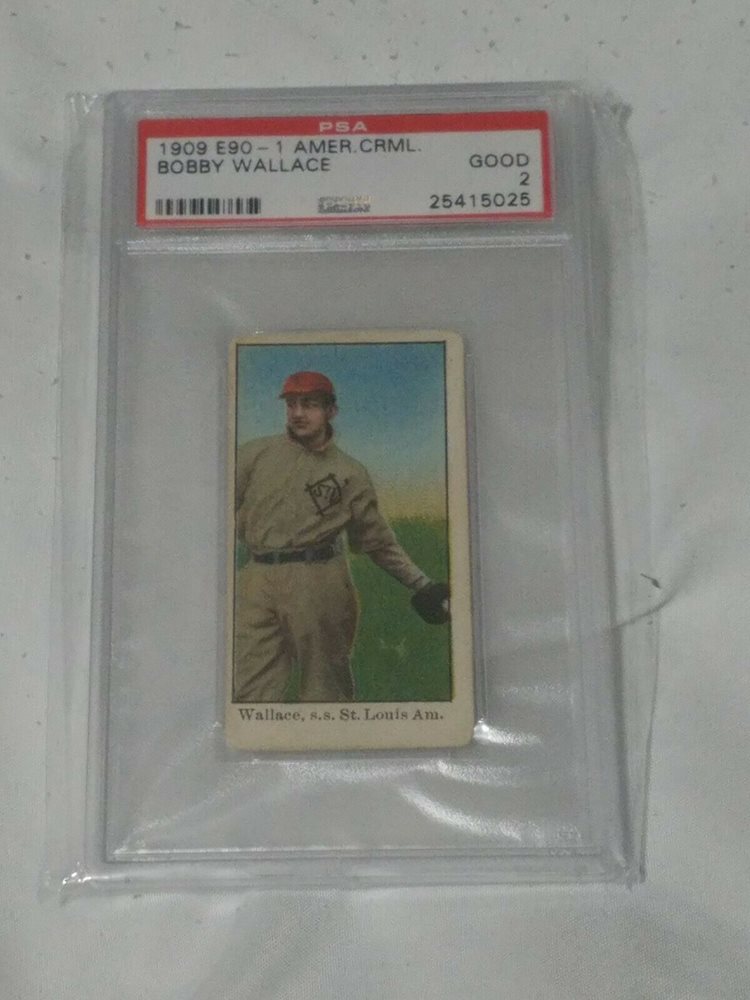 PSA
1909 E90-1 AMER.CRML.
BOBBY WALLACE GOOD
2
25415025
Wallace, s.s. St. Louis Am.